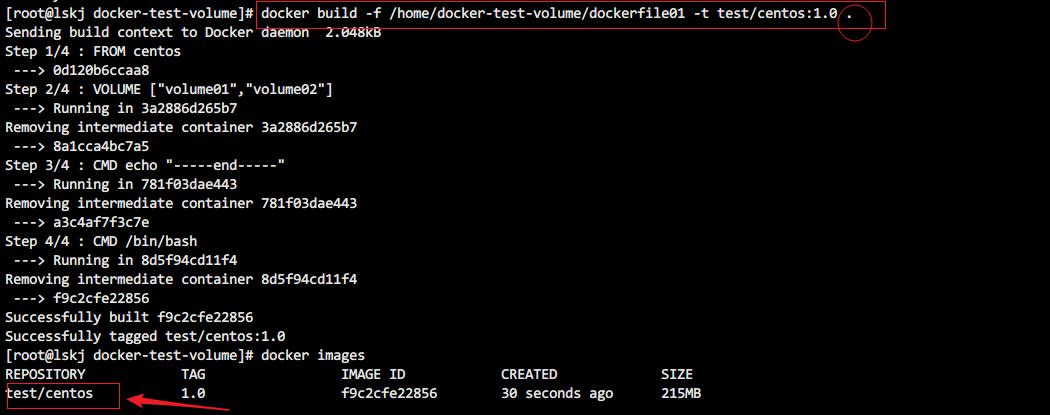 [root@lskj docker-test-volume]# docker build -f /home/docker-test-volume/dockerfile01 -t test/centos:1.0 .
Sending build context to Docker daemon  2.048kB
Step 1/4 : FROM centos
 ---> 0d120b6ccaa8
Step 2/4 : VOLUME ["volume01","volume02"]
 ---> Running in 3a2886d265b7
Removing intermediate container 3a2886d265b7
 ---> 8a1cca4bc7a5
Step 3/4 : CMD echo "-----end-----"
 ---> Running in 781f03dae443
Removing intermediate container 781f03dae443
 ---> a3c4af7f3c7e
Step 4/4 : CMD /bin/bash
 ---> Running in 8d5f94cd11f4
Removing intermediate container 8d5f94cd11f4
 ---> f9c2cfe22856
Successfully built f9c2cfe22856
Successfully tagged test/centos:1.0
[root@lskj docker-test-volume]# docker images
REPOSITORY          TAG                 IMAGE ID            CREATED             SIZE
test/centos         1.0                 f9c2cfe22856        30 seconds ago      215MB